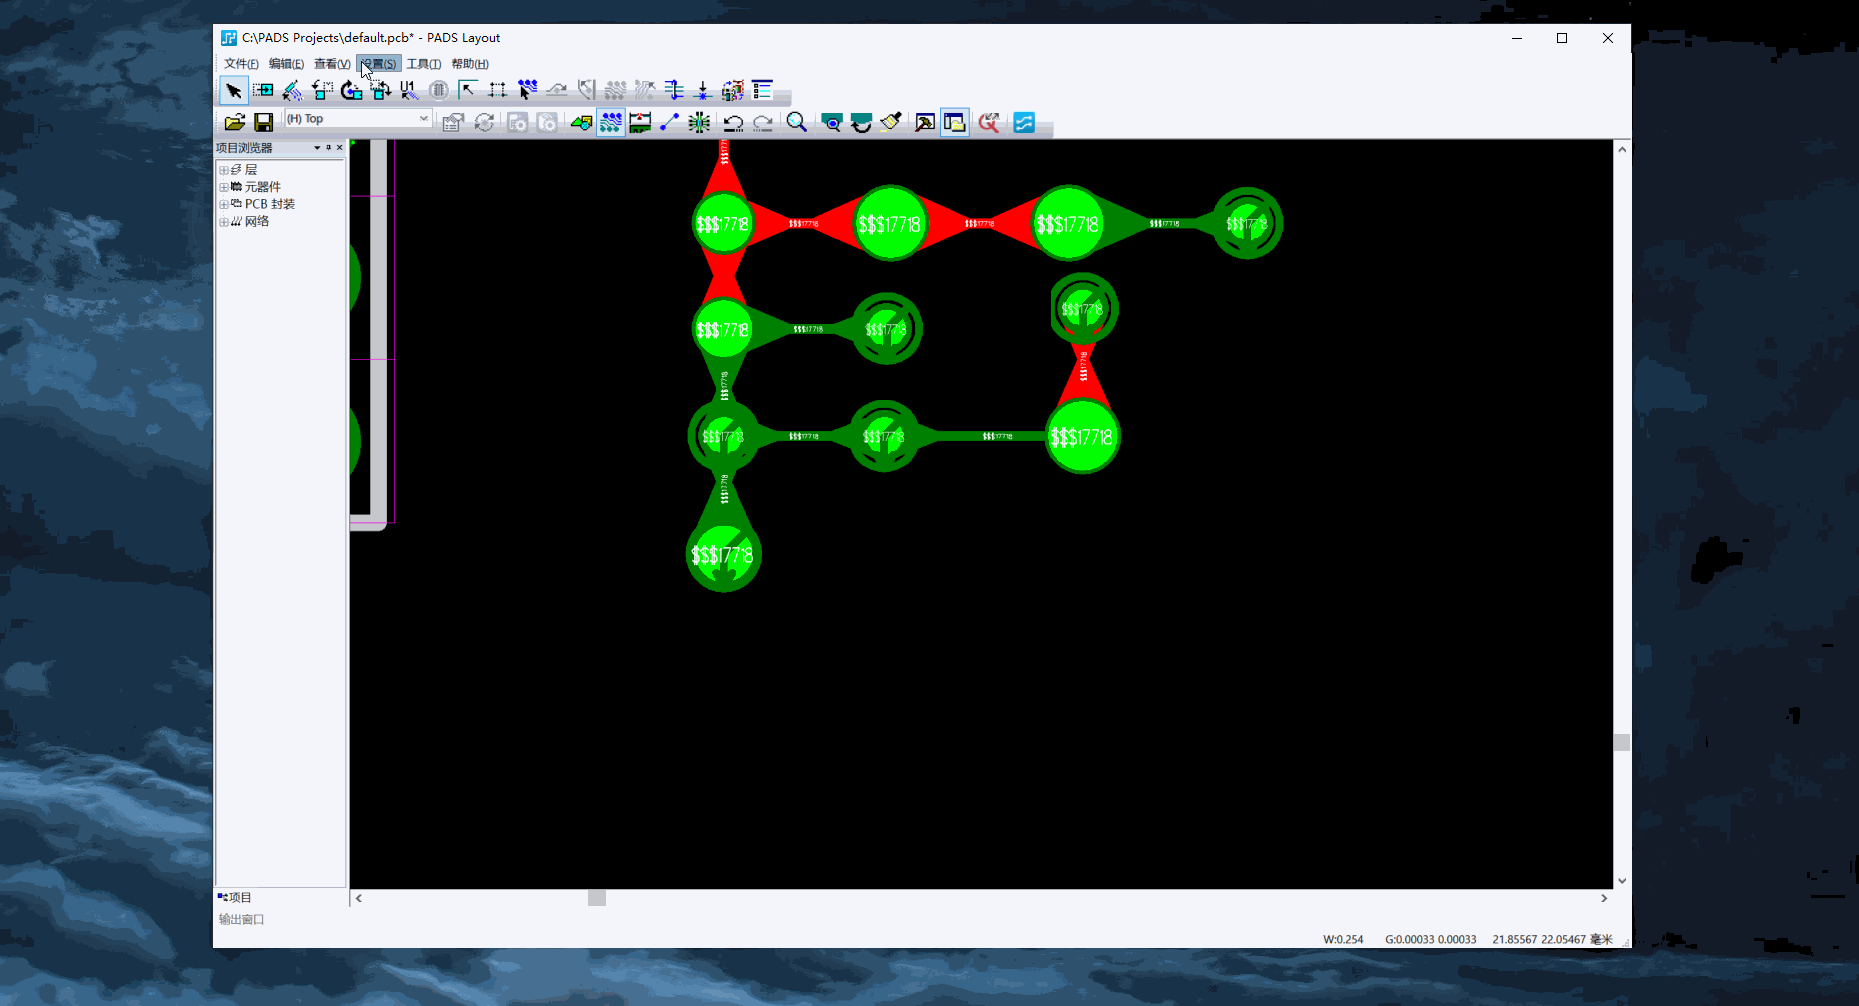 C:\PADS Projects\default.pcb* - PADS Layout
文件(F) 编辑(E) 查看(V) 设置(S) 工具(T) 帮助(H)
(H) Top
项目浏览器
层
元器件
PCB 封装
网络
$$$17718
$$$17718 $$$17718 $$$17718 $$$17718 $$$17718 $$$17718 $$$17718
$$$17718
$$$17718 $$$17718 $$$17718
$$$17718
$$$17718
$$$17718 $$$17718 $$$17718 $$$17718 $$$17718
$$$17718
$$$17718
项目
输出窗口
W:0.254 G:0.00033 0.00033 21.85567 22.05467 毫米